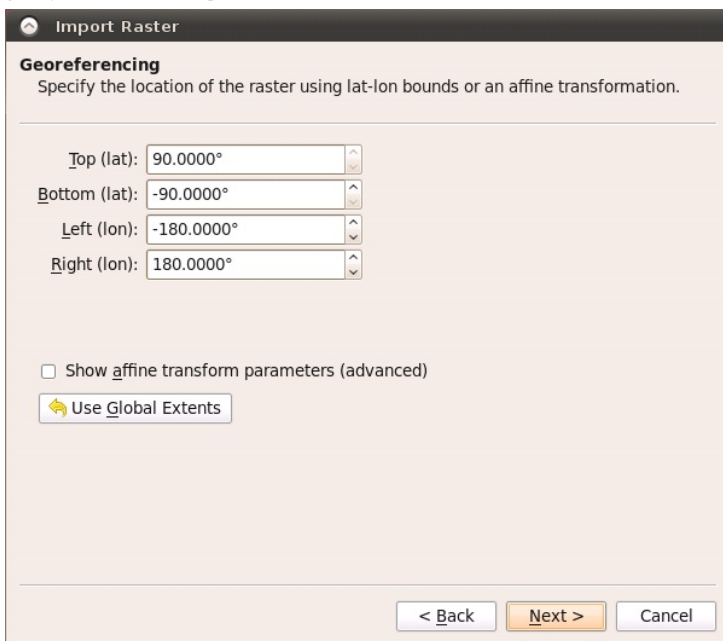 Import Raster
Georeferencing
Specify the location of the raster using lat-lon bounds or an affine transformation.
Top (lat): 90.0000°
Bottom (lat): -90.0000°
Left (lon): -180.0000°
Right (lon): 180.0000°
Show affine transform parameters (advanced)
Use Global Extents
< Back Next > Cancel